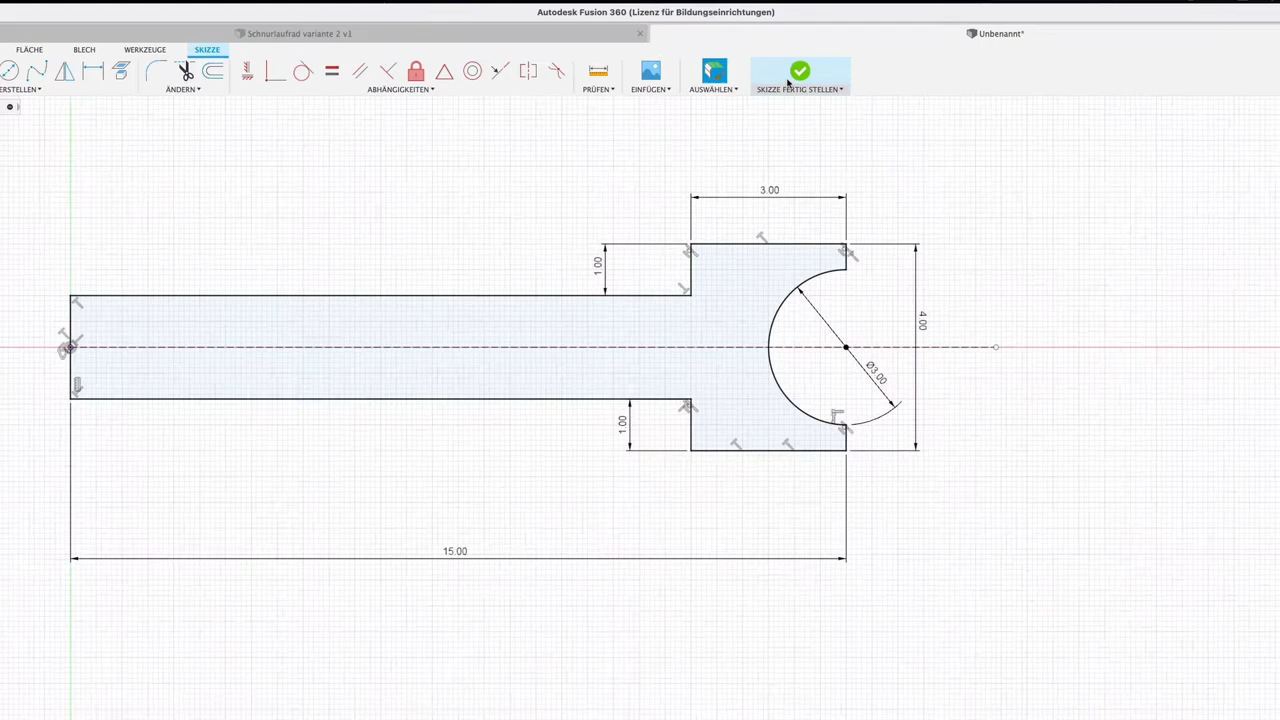 Autodesk Fusion 360 (Lizenz für Bildungseinrichtungen)
Schnurlaufrad variante 2 v1
Unbenannt*
FLÄCHE
BLECH
WERKZEUGE
SKIZZE
ERSTELLEN
ÄNDERN
ABHÄNGIGKEITEN
PRÜFEN
EINFÜGEN
AUSWÄHLEN
SKIZZE FERTIG STELLEN
3.00
1.00
4.00
Ø3.00
1.00
15.00